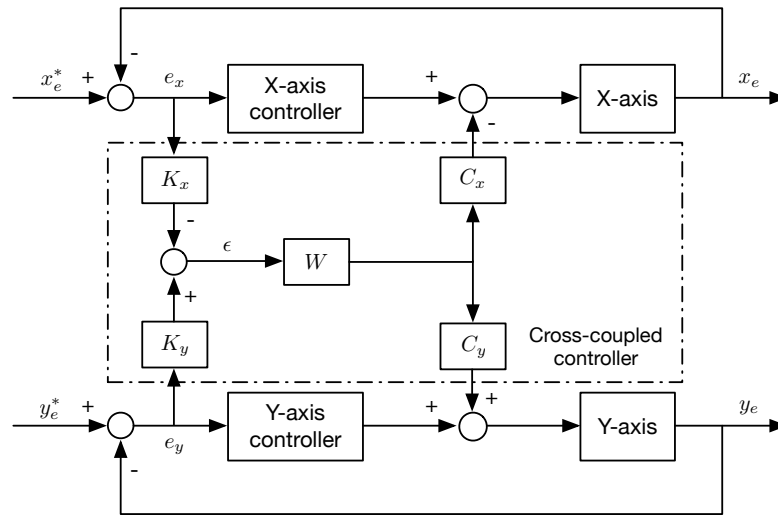 -
x_e^* + e_x X-axis controller + X-axis x_e
-
K_x C_x
-
ϵ W
+
K_y C_y Cross-coupled controller
+
y_e^* + e_y Y-axis controller + Y-axis y_e
-